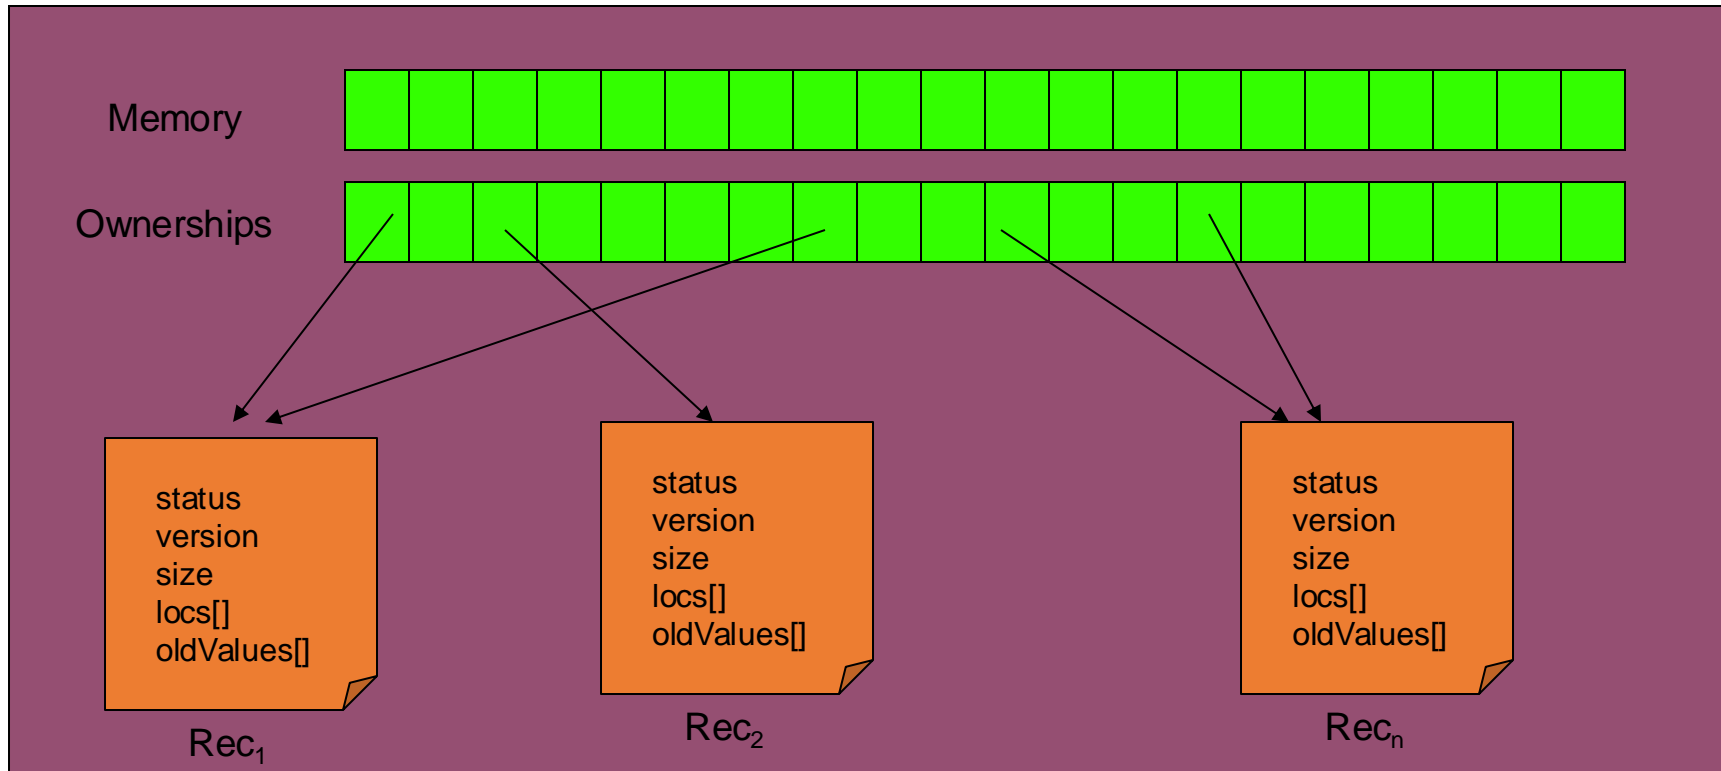 Memory
Ownerships
status
version
size
locs[]
oldValues[]
Rec₁
status
version
size
locs[]
oldValues[]
Rec₂
status
version
size
locs[]
oldValues[]
Recₙ